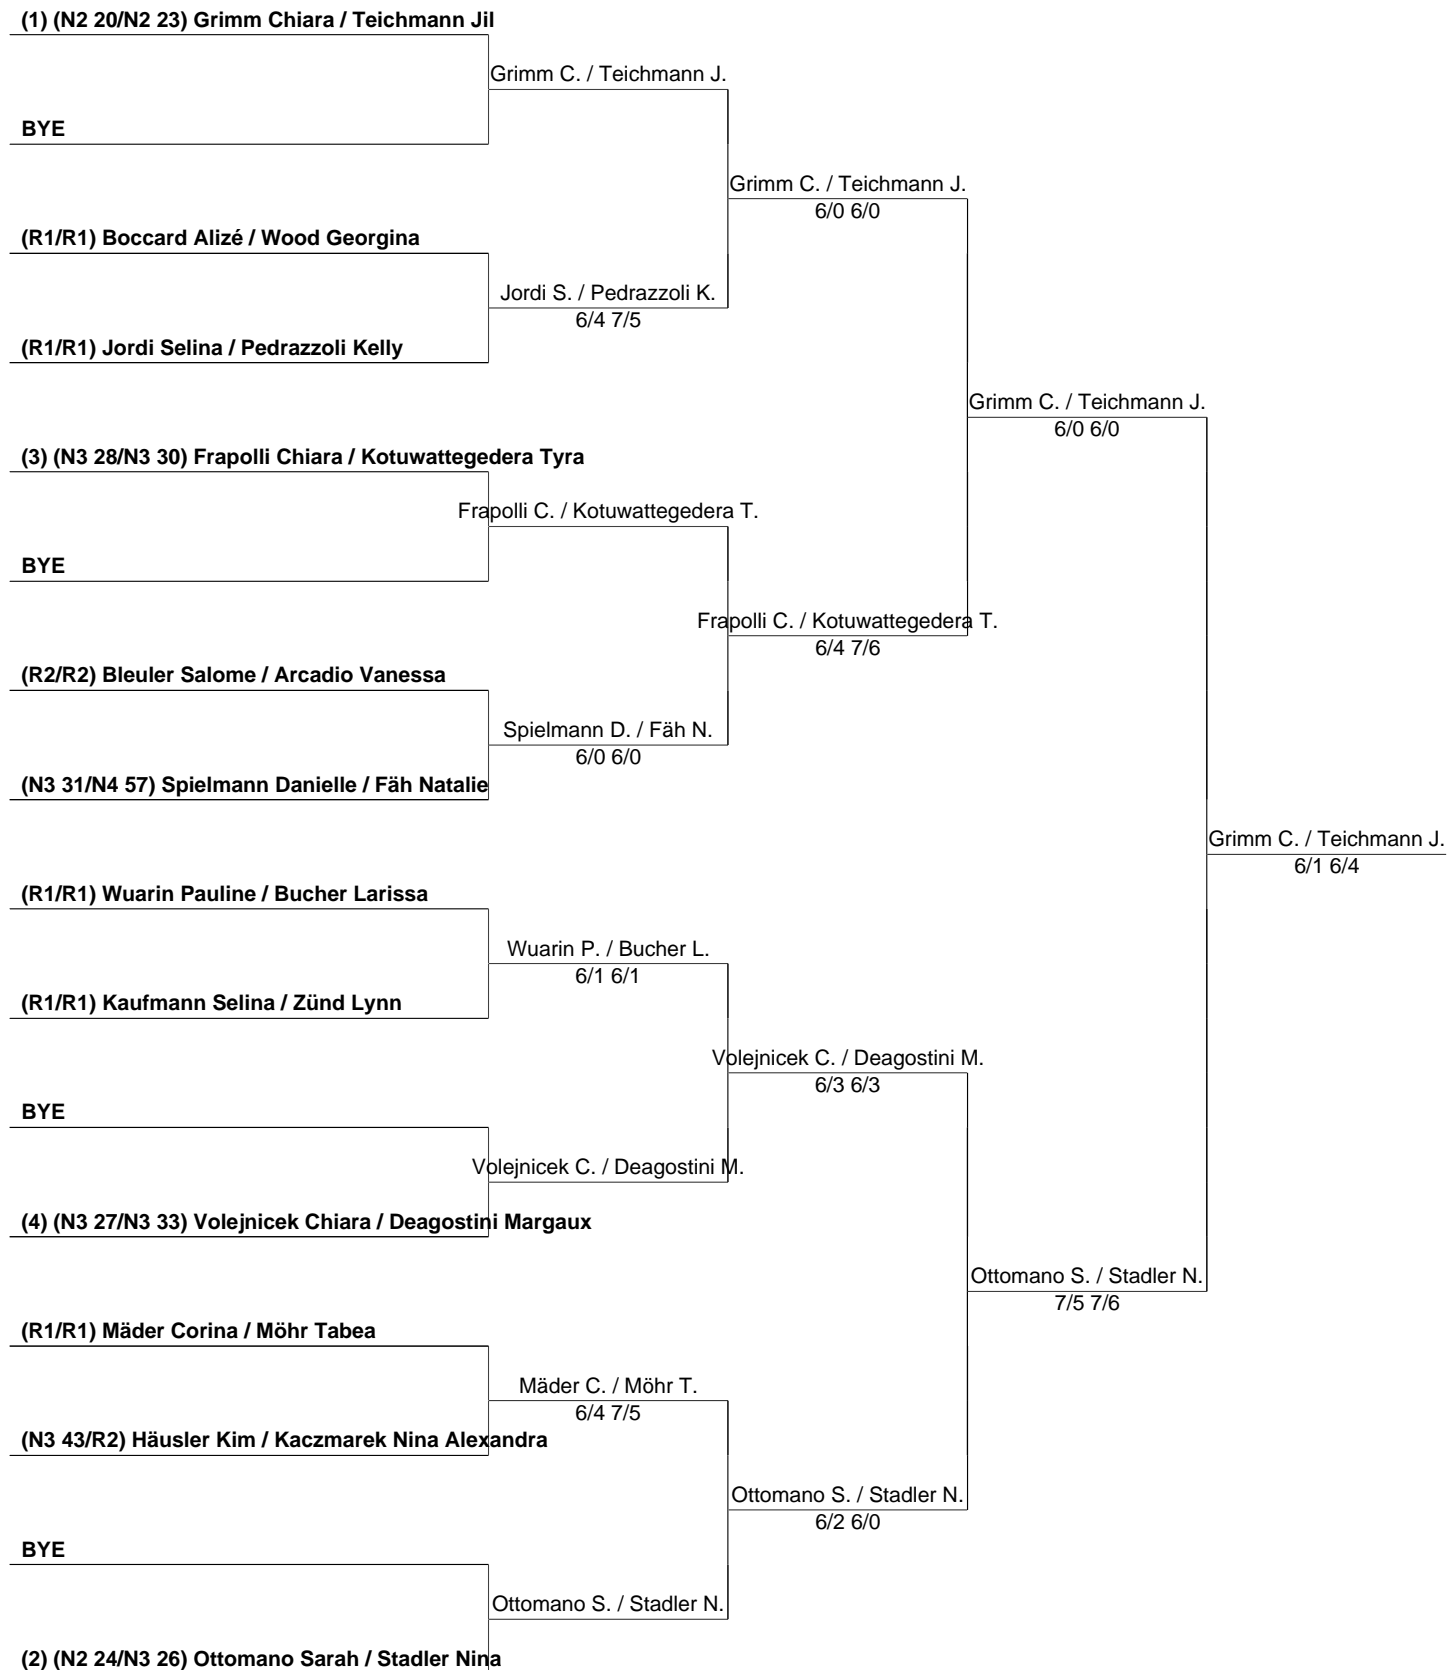 (1) (N2 20/N2 23) Grimm Chiara / Teichmann Jil
Grimm C. / Teichmann J.
BYE
Grimm C. / Teichmann J.
6/0 6/0
(R1/R1) Boccard Alizé / Wood Georgina
Jordi S. / Pedrazzoli K.
6/4 7/5
(R1/R1) Jordi Selina / Pedrazzoli Kelly
Grimm C. / Teichmann J.
6/0 6/0
(3) (N3 28/N3 30) Frapolli Chiara / Kotuwattegedera Tyra
Frapolli C. / Kotuwattegedera T.
BYE
Frapolli C. / Kotuwattegedera T.
6/4 7/6
(R2/R2) Bleuler Salome / Arcadio Vanessa
Spielmann D. / Fäh N.
6/0 6/0
(N3 31/N4 57) Spielmann Danielle / Fäh Natalie
Grimm C. / Teichmann J.
6/1 6/4
(R1/R1) Wuarin Pauline / Bucher Larissa
Wuarin P. / Bucher L.
6/1 6/1
(R1/R1) Kaufmann Selina / Zünd Lynn
Volejnicek C. / Deagostini M.
6/3 6/3
BYE
Volejnicek C. / Deagostini M.
(4) (N3 27/N3 33) Volejnicek Chiara / Deagostini Margaux
Ottomano S. / Stadler N.
7/5 7/6
(R1/R1) Mäder Corina / Möhr Tabea
Mäder C. / Möhr T.
6/4 7/5
(N3 43/R2) Häusler Kim / Kaczmarek Nina Alexandra
Ottomano S. / Stadler N.
6/2 6/0
BYE
Ottomano S. / Stadler N.
(2) (N2 24/N3 26) Ottomano Sarah / Stadler Nina